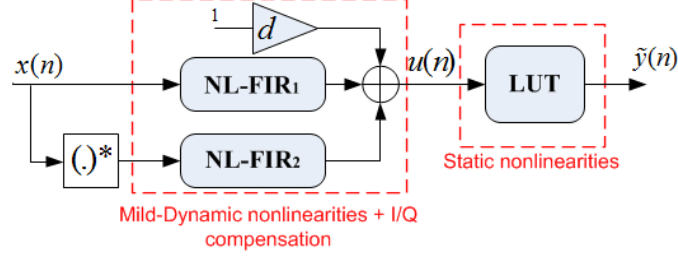 1
d
x(n)
NL-FIR₁
u(n)
LUT
ỹ(n)
(.)*
NL-FIR₂
Static nonlinearities
Mild-Dynamic nonlinearities + I/Q
compensation